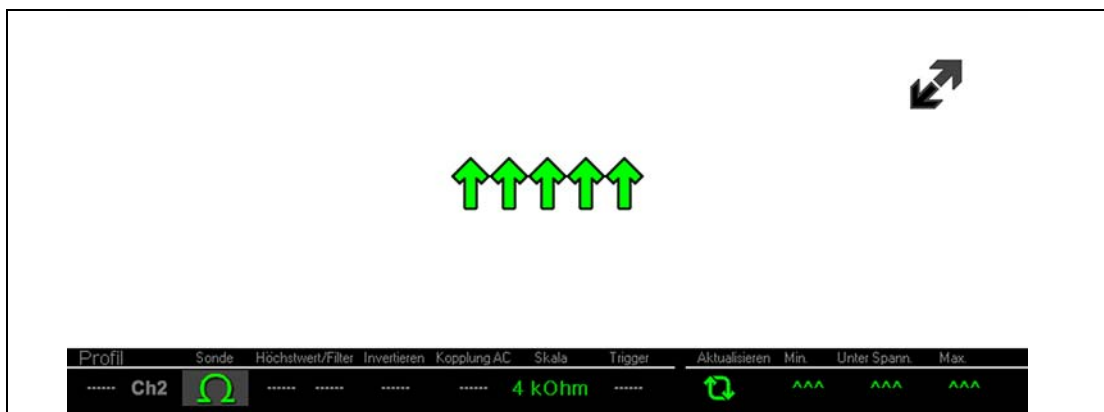 Profil Sonde Höchstwert/Filter Invertieren Kopplung AC Skala Trigger Aktualisieren Min. Unter Spann. Max.
------ Ch2 Ω ------ ------ ------ ------ 4 kOhm ------ ^^^ ^^^ ^^^